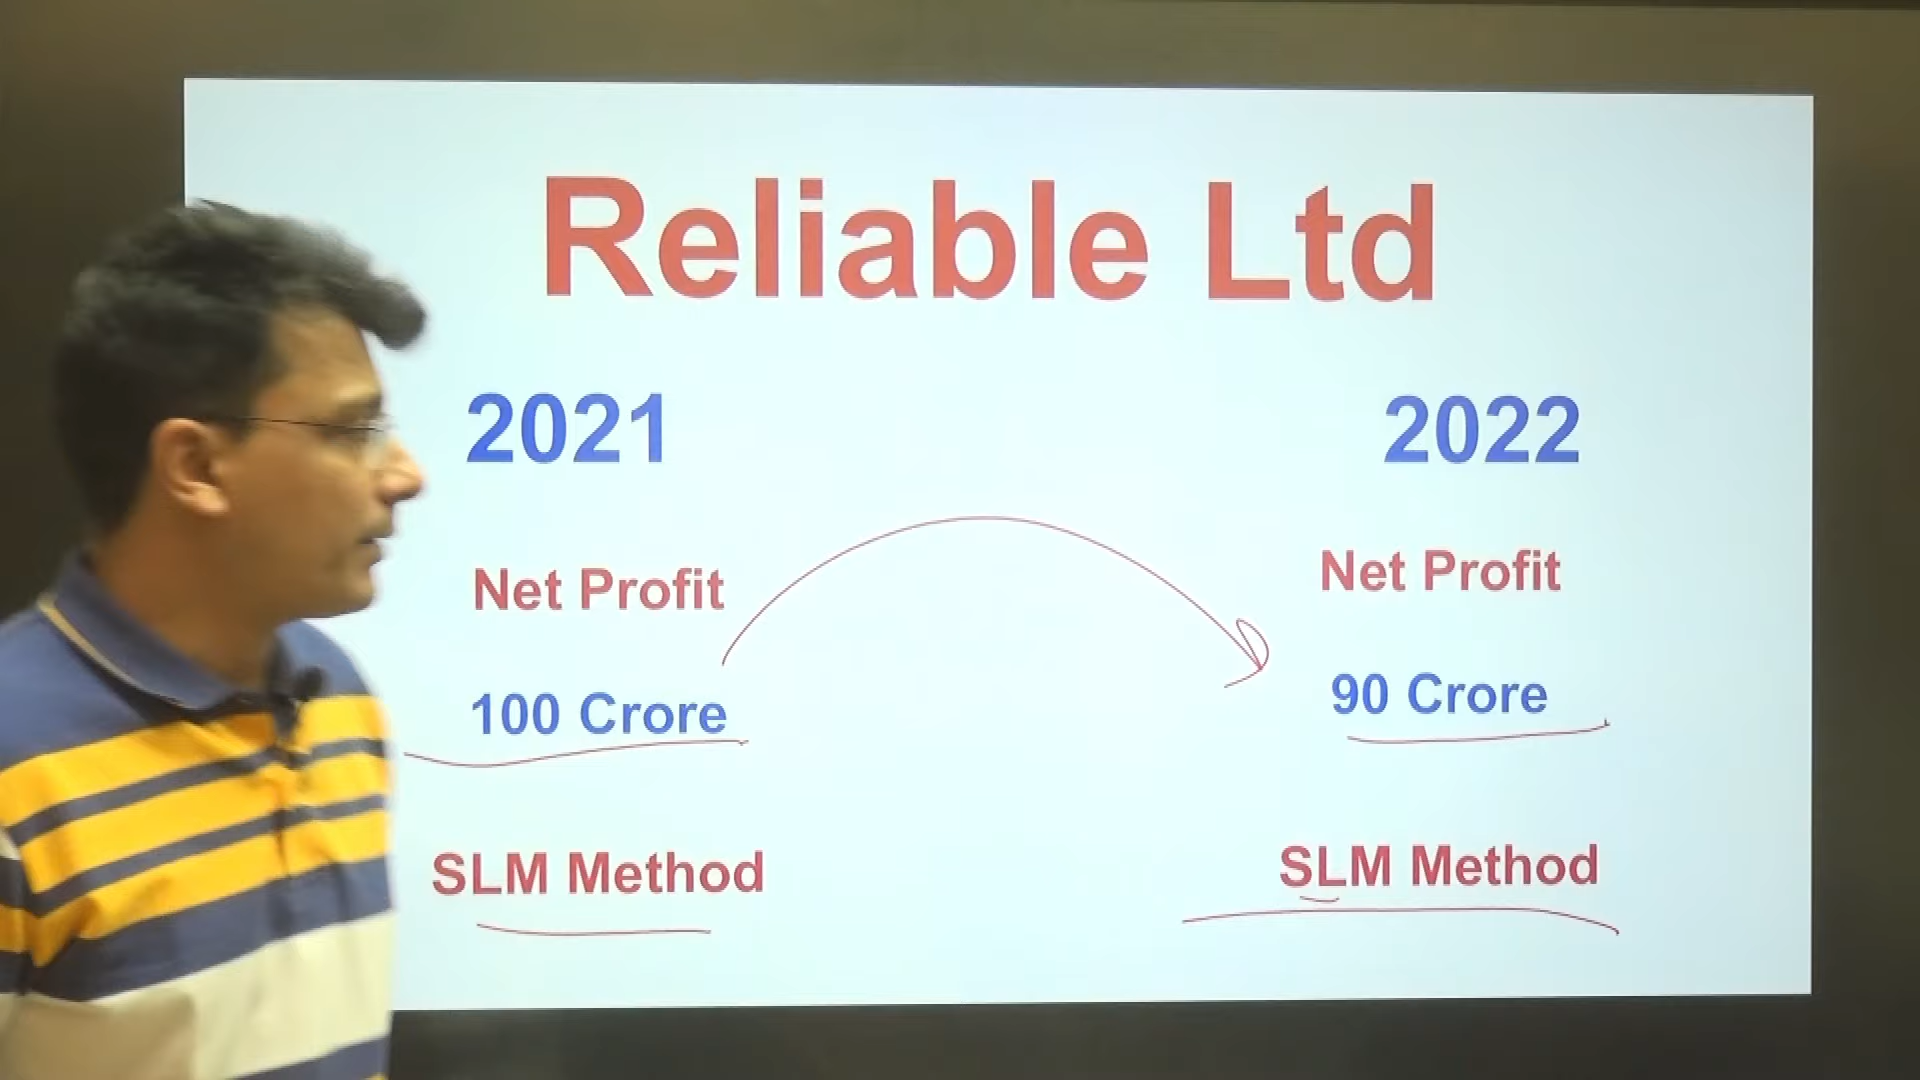 Reliable Ltd
2021
2022
Net Profit
Net Profit
100 Crore
90 Crore
SLM Method
SLM Method